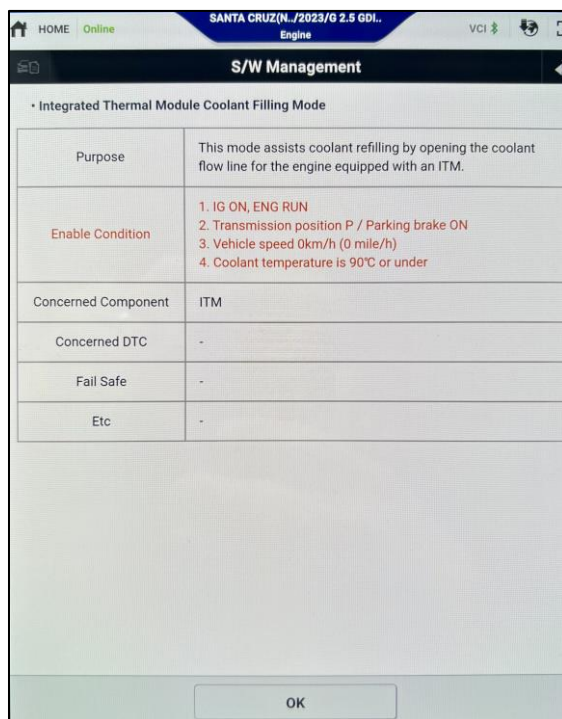 SANTA CRUZ(N../2023/G 2.5 GDI..
HOME Online
Engine
VCI
S/W Management
• Integrated Thermal Module Coolant Filling Mode
Purpose
This mode assists coolant refilling by opening the coolant
flow line for the engine equipped with an ITM.
Enable Condition
1. IG ON, ENG RUN
2. Transmission position P / Parking brake ON
3. Vehicle speed 0km/h (0 mile/h)
4. Coolant temperature is 90℃ or under
Concerned Component
ITM
Concerned DTC
-
Fail Safe
-
Etc
-
OK